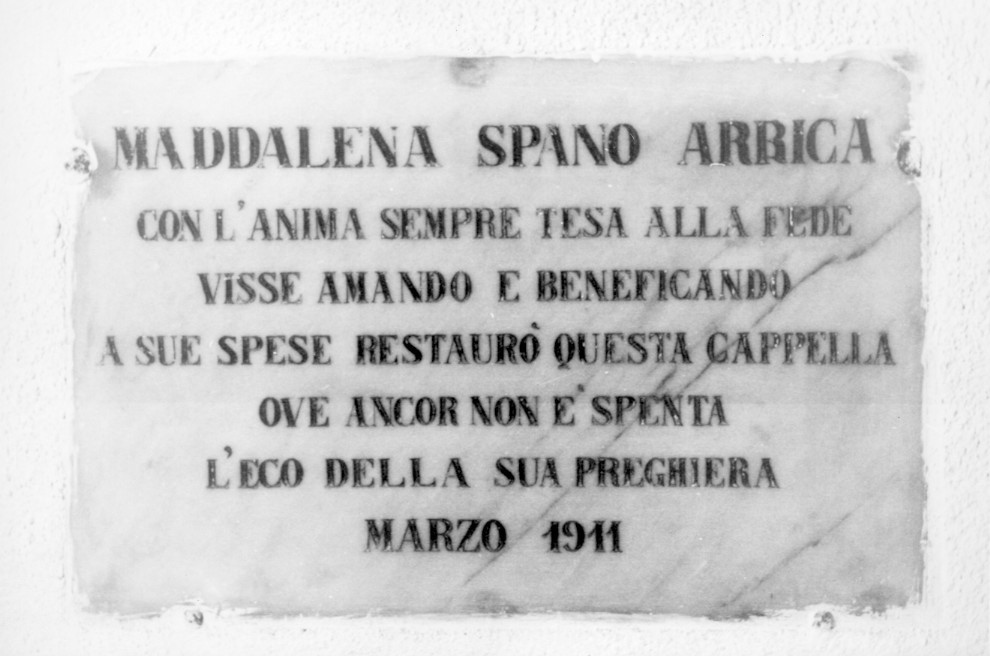 MADDALENA SPANO ARRICA
CON L'ANIMA SEMPRE TESA ALLA FEDE
VISSE AMANDO E BENEFICANDO
A SUE SPESE RESTAURÒ QUESTA CAPPELLA
OVE ANCOR NON E' SPENTA
L'ECO DELLA SUA PREGHIERA
MARZO 1911